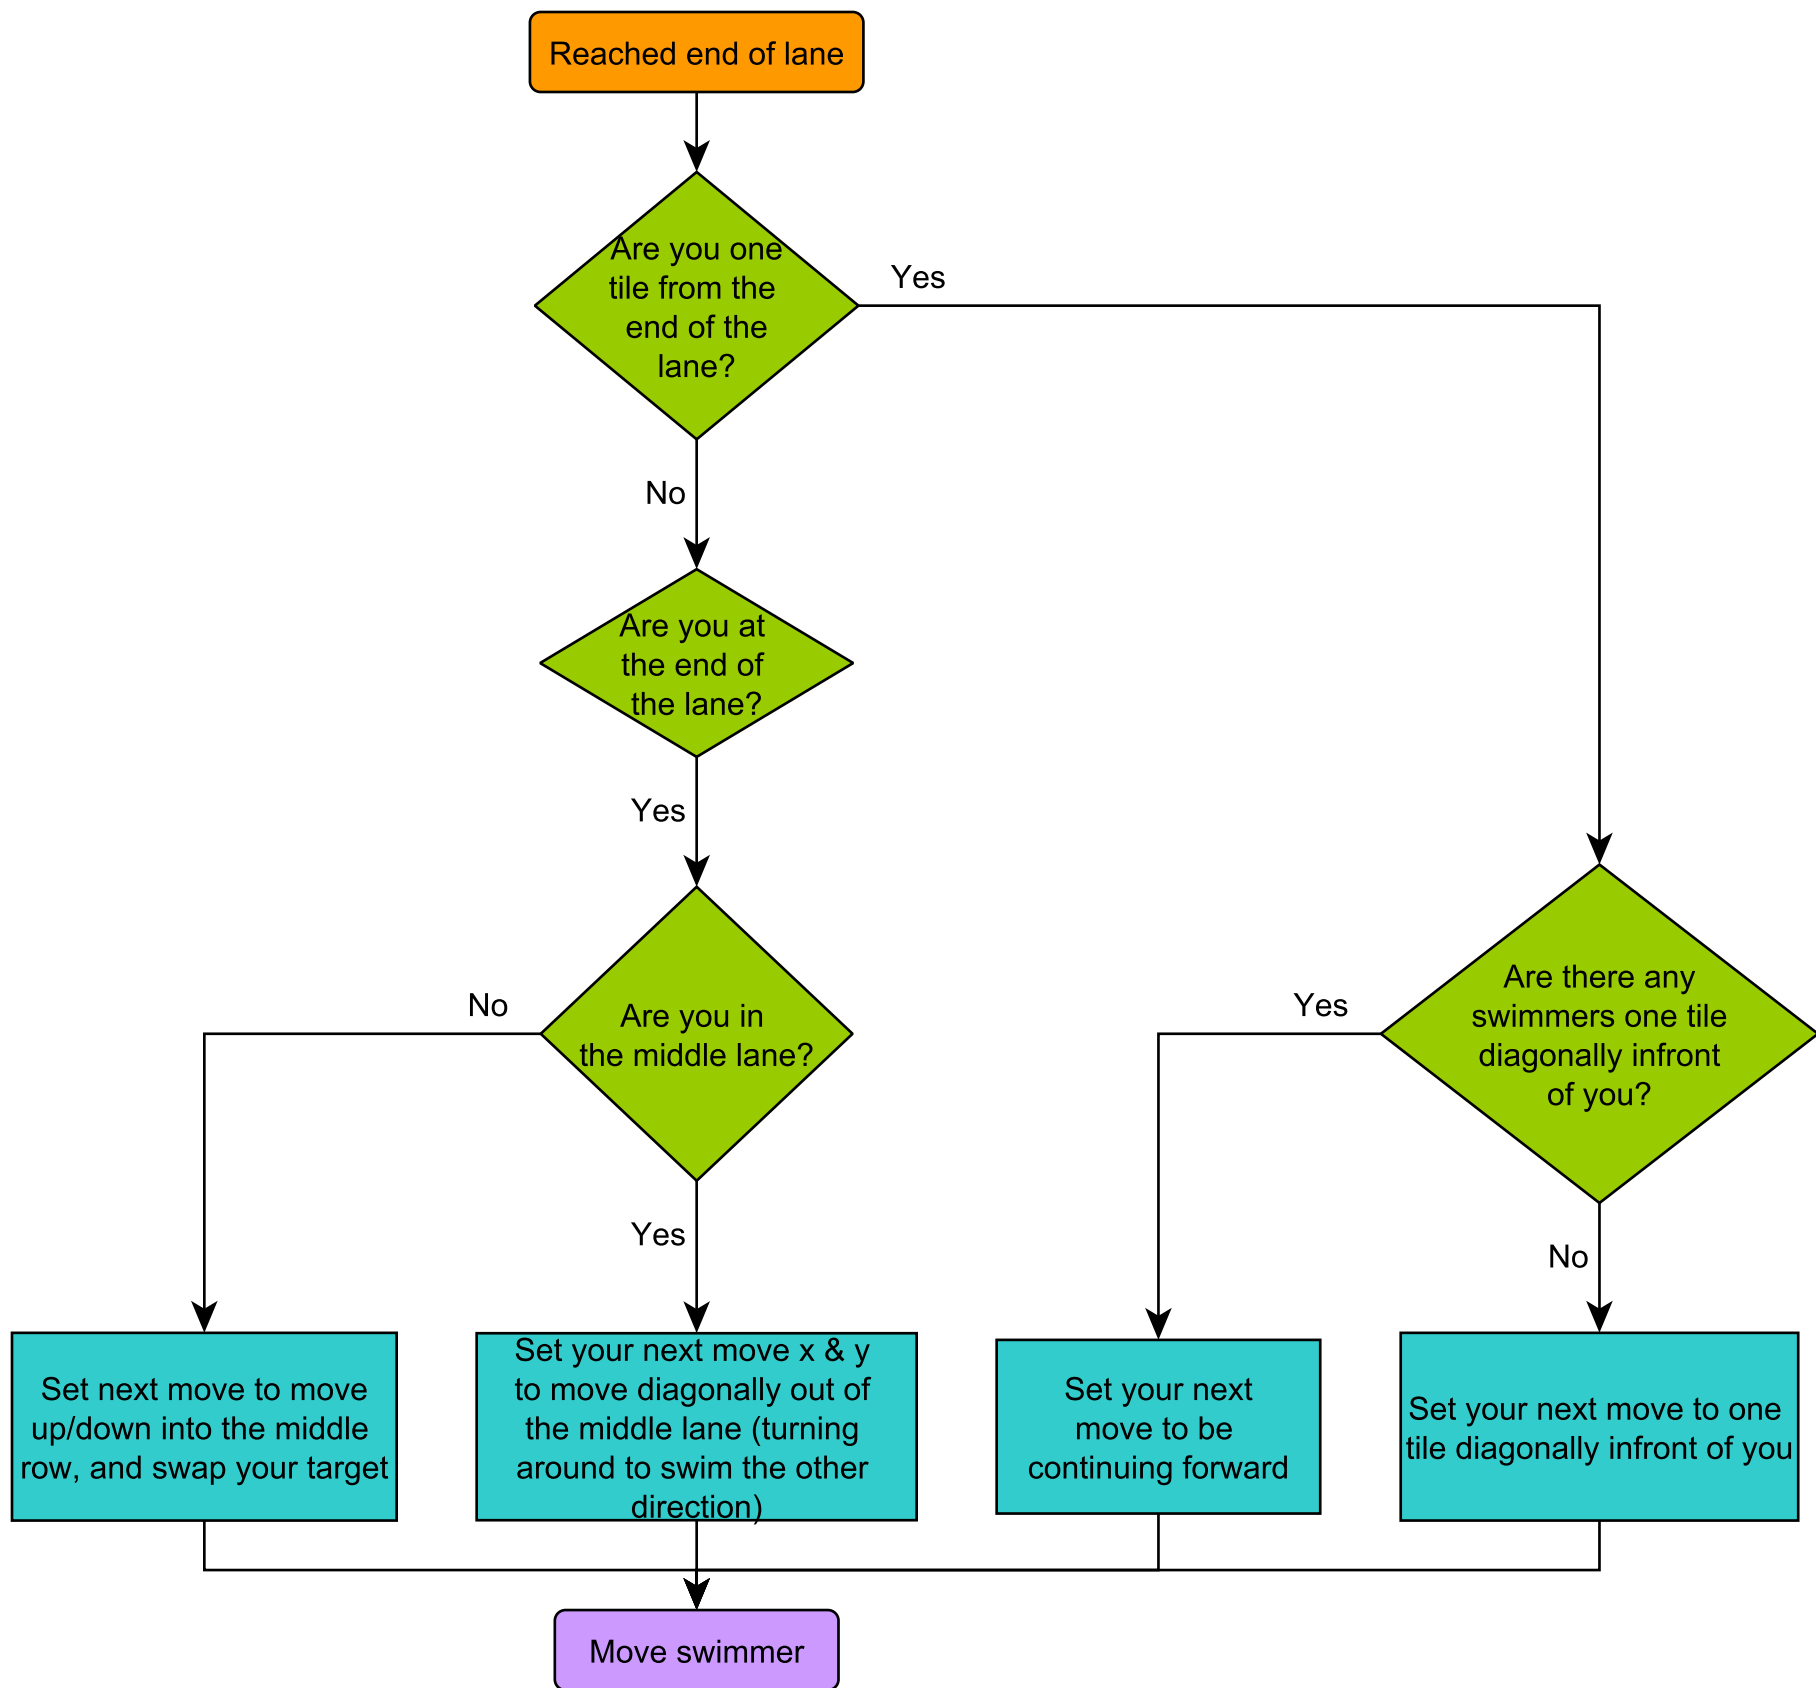 Reached end of lane
Are you one
tile from the
end of the
lane?
Yes
No
Are you at
the end of
the lane?
Yes
Are you in
the middle lane?
No
Yes
Are there any
swimmers one tile
diagonally infront
of you?
Yes
No
Set next move to move
up/down into the middle
row, and swap your target
Set your next move x & y
to move diagonally out of
the middle lane (turning
around to swim the other
direction)
Set your next
move to be
continuing forward
Set your next move to one
tile diagonally infront of you
Move swimmer